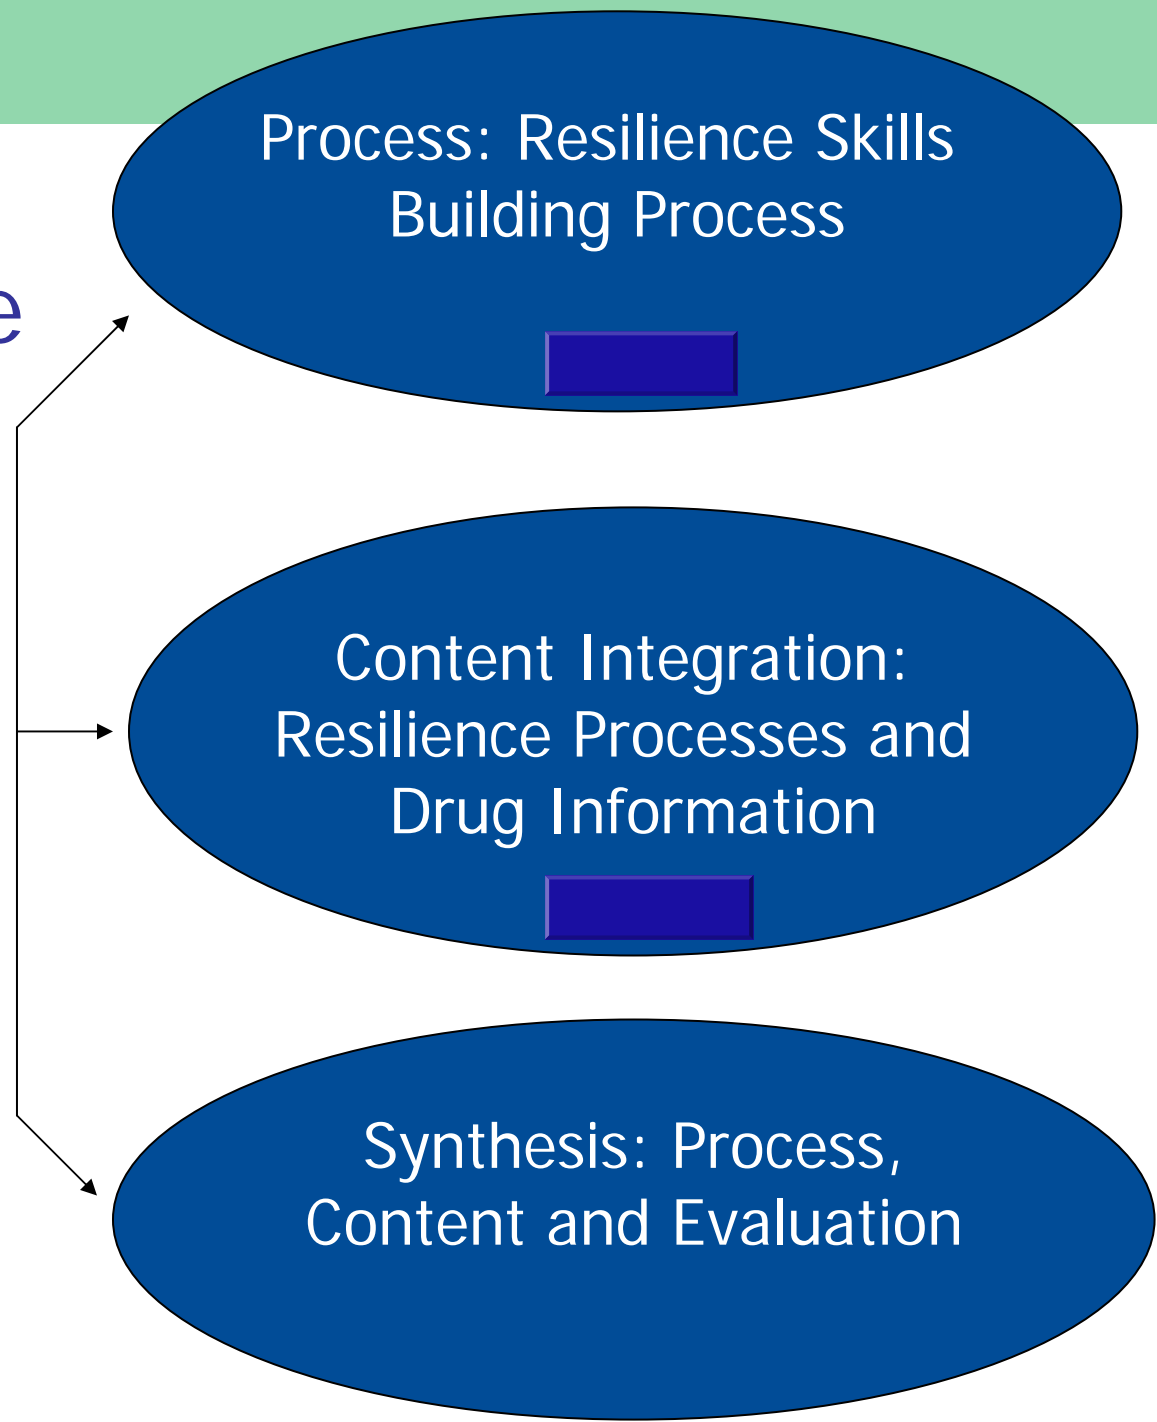 Process: Resilience Skills
Building Process
e
Content Integration:
Resilience Processes and
Drug Information
Synthesis: Process,
Content and Evaluation